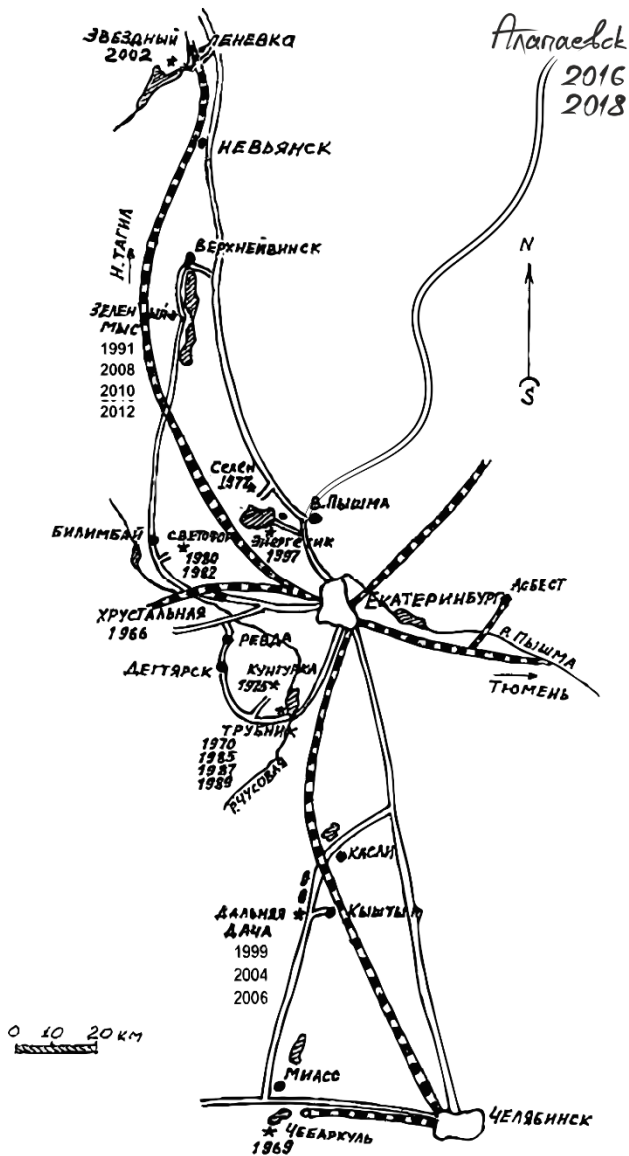 ЗВЕЗДНЫЙ
2002
ЛЕНЕВКА
Алапаевск
2016
2018
НЕВЬЯНСК
Н.ТАГИЛ
ВЕРХНЕЙВИНСК
N
S
ЗЕЛЕНЫЙ
МЫС
1991
2008
2010
2012
СЕЛЕН
1977
В.ПЫШМА
БИЛИМБАЙ
СВЕТОФОР
1980
1982
ЭНЕРГЕТИК
1997
ЕКАТЕРИНБУРГ
АСБЕСТ
Р.ПЫШМА
ХРУСТАЛЬНАЯ
1966
РЕВДА
ДЕГТЯРСК
КУНГУРКА
1975
ТЮМЕНЬ
ТРУБНИК
1970
1985
1987
1989
Р.ЧУСОВАЯ
КАСЛИ
ДАЛЬНЯЯ
ДАЧА
КЫШТЫМ
1999
2004
2006
0 10 20 КМ
МИАСС
ЧЕЛЯБИНСК
ЧЕБАРКУЛЬ
1969